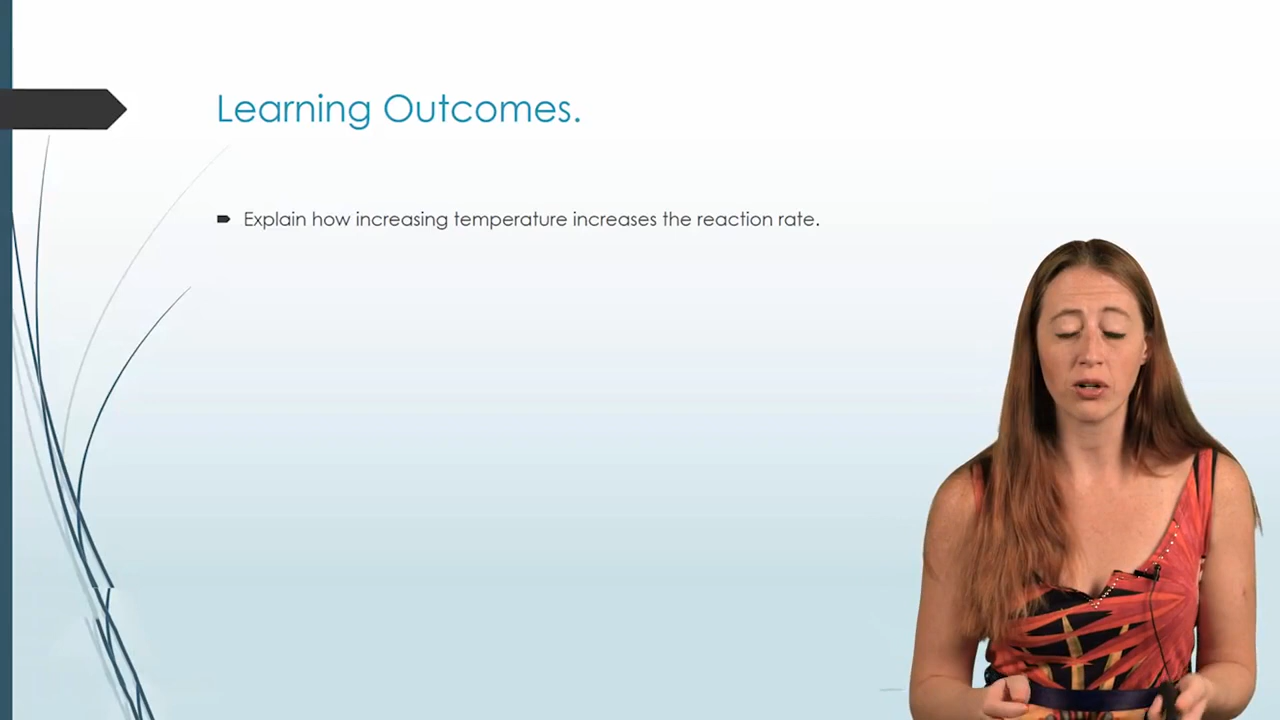 Learning Outcomes.
Explain how increasing temperature increases the reaction rate.